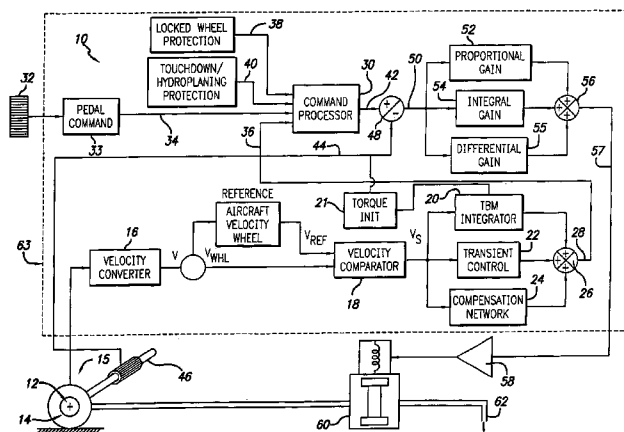 LOCKED WHEEL
PROTECTION
38
52
10
PROPORTIONAL
GAIN
TOUCHDOWN/
HYDROPLANING
PROTECTION
40
30
42
50
32
COMMAND
PROCESSOR
+
-
48
54
INTEGRAL
GAIN
+
+
+
56
PEDAL
COMMAND
33
34
36
44
DIFFERENTIAL
GAIN
55
57
REFERENCE
21
TORQUE
INIT
20
TBM
INTEGRATOR
63
16
VELOCITY
CONVERTER
AIRCRAFT
VELOCITY
WHEEL
V
VWHL
VREF
VELOCITY
COMPARATOR
18
VS
22
TRANSIENT
CONTROL
28
26
24
COMPENSATION
NETWORK
15
46
12
+
14
58
60
62